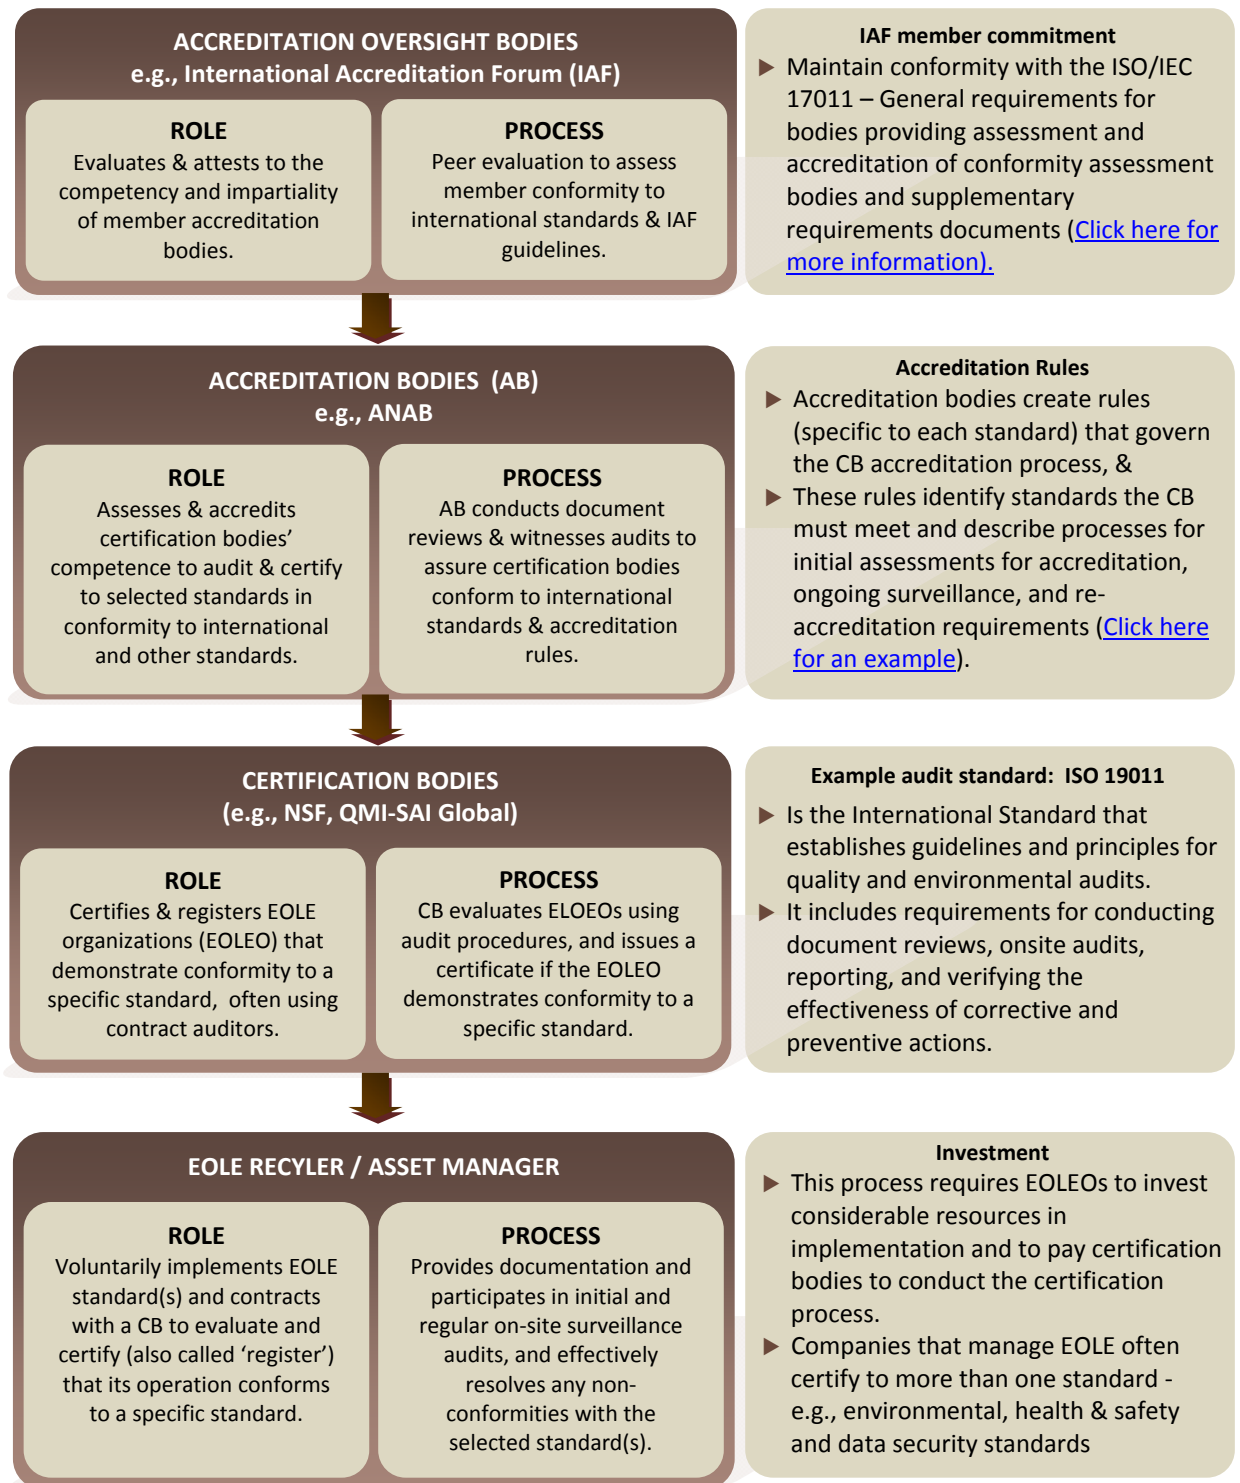 ACCREDITATION OVERSIGHT BODIES
e.g., International Accreditation Forum (IAF)
ROLE
Evaluates & attests to the
competency and impartiality
of member accreditation
bodies.
PROCESS
Peer evaluation to assess
member conformity to
international standards & IAF
guidelines.
IAF member commitment
Maintain conformity with the ISO/IEC
17011 – General requirements for
bodies providing assessment and
accreditation of conformity assessment
bodies and supplementary
requirements documents (Click here for
more information).
ACCREDITATION BODIES (AB)
e.g., ANAB
ROLE
Assesses & accredits
certification bodies’
competence to audit & certify
to selected standards in
conformity to international
and other standards.
PROCESS
AB conducts document
reviews & witnesses audits to
assure certification bodies
conform to international
standards & accreditation
rules.
Accreditation Rules
Accreditation bodies create rules
(specific to each standard) that govern
the CB accreditation process, &
These rules identify standards the CB
must meet and describe processes for
initial assessments for accreditation,
ongoing surveillance, and re-
accreditation requirements (Click here
for an example).
CERTIFICATION BODIES
(e.g., NSF, QMI-SAI Global)
ROLE
Certifies & registers EOLE
organizations (EOLEO) that
demonstrate conformity to a
specific standard, often using
contract auditors.
PROCESS
CB evaluates ELOEOs using
audit procedures, and issues a
certificate if the EOLEO
demonstrates conformity to a
specific standard.
Example audit standard: ISO 19011
Is the International Standard that
establishes guidelines and principles for
quality and environmental audits.
It includes requirements for conducting
document reviews, onsite audits,
reporting, and verifying the
effectiveness of corrective and
preventive actions.
EOLE RECYLER / ASSET MANAGER
ROLE
Voluntarily implements EOLE
standard(s) and contracts
with a CB to evaluate and
certify (also called ‘register’)
that its operation conforms
to a specific standard.
PROCESS
Provides documentation and
participates in initial and
regular on-site surveillance
audits, and effectively
resolves any non-
conformities with the
selected standard(s).
Investment
This process requires EOLEOs to invest
considerable resources in
implementation and to pay certification
bodies to conduct the certification
process.
Companies that manage EOLE often
certify to more than one standard -
e.g., environmental, health & safety
and data security standards